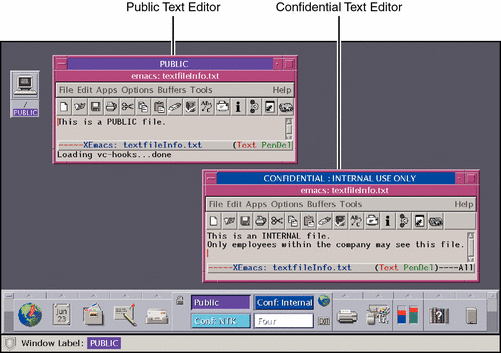 Public Text Editor
Confidential Text Editor
PUBLIC
emacs: textfileInfo.txt
File Edit Apps Options Buffers Tools Help
This is a PUBLIC file.
-----XEmacs: textfileInfo.txt (Text PenDel
Loading vc-hooks...done
/
PUBLIC
CONFIDENTIAL : INTERNAL USE ONLY
emacs: textfileInfo.txt
File Edit Apps Options Buffers Tools Help
This is an INTERNAL file.
Only employees within the company may see this file.
-----XEmacs: textfileInfo.txt (Text PenDel)----All
Jun
23
Public
Conf: Internal
Conf: NTK
Four
EXIT
Window Label: PUBLIC